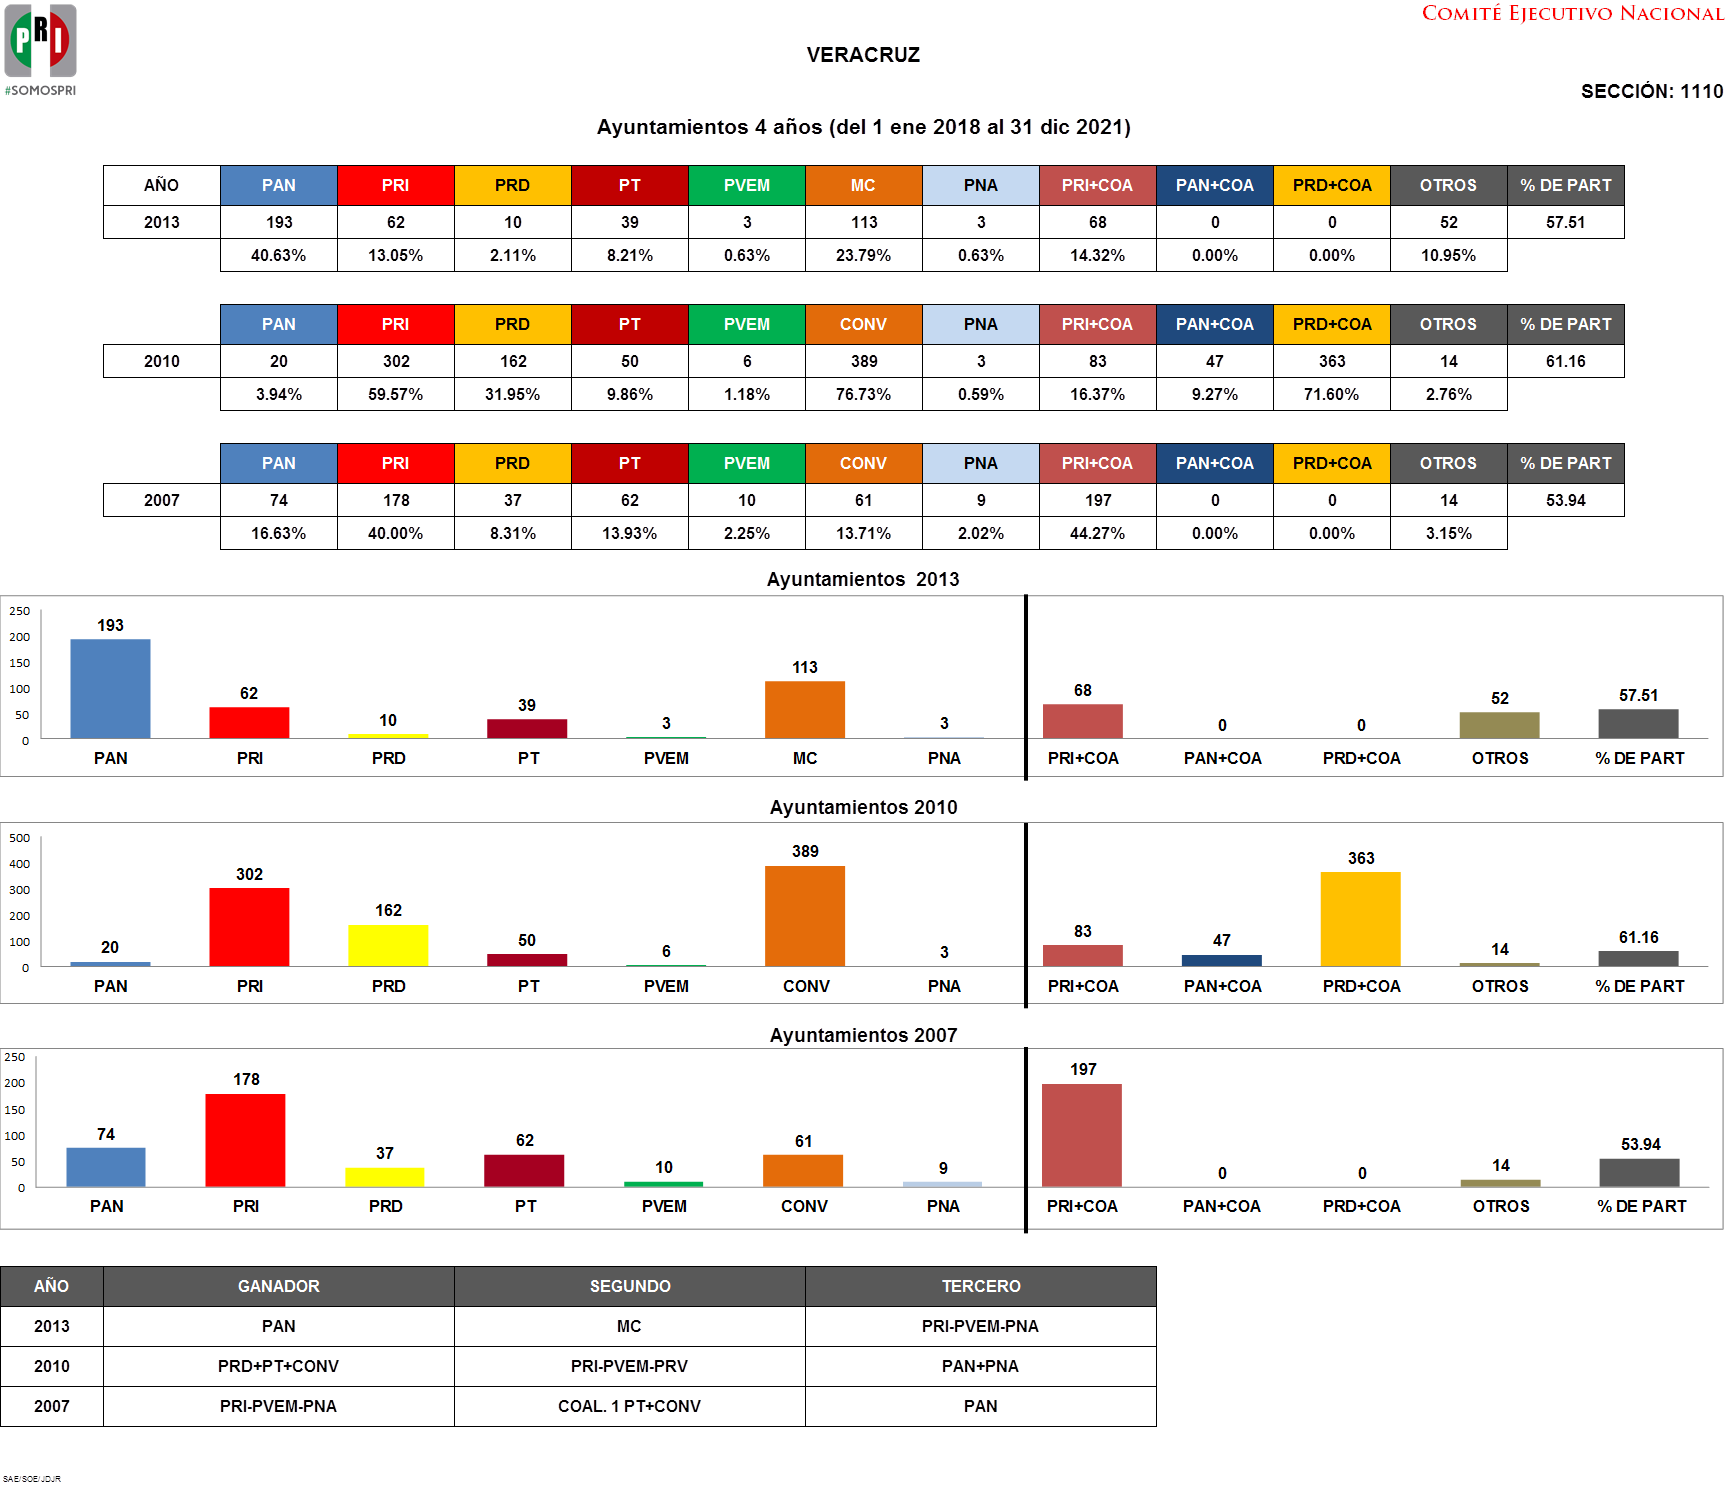 PRI
#SOMOSPRI
COMITÉ EJECUTIVO NACIONAL
VERACRUZ
SECCIÓN: 1110
Ayuntamientos 4 años (del 1 ene 2018 al 31 dic 2021)
AÑO PAN PRI PRD PT PVEM MC PNA PRI+COA PAN+COA PRD+COA OTROS % DE PART
2013 193 62 10 39 3 113 3 68 0 0 52 57.51
40.63% 13.05% 2.11% 8.21% 0.63% 23.79% 0.63% 14.32% 0.00% 0.00% 10.95%
PAN PRI PRD PT PVEM CONV PNA PRI+COA PAN+COA PRD+COA OTROS % DE PART
2010 20 302 162 50 6 389 3 83 47 363 14 61.16
3.94% 59.57% 31.95% 9.86% 1.18% 76.73% 0.59% 16.37% 9.27% 71.60% 2.76%
PAN PRI PRD PT PVEM CONV PNA PRI+COA PAN+COA PRD+COA OTROS % DE PART
2007 74 178 37 62 10 61 9 197 0 0 14 53.94
16.63% 40.00% 8.31% 13.93% 2.25% 13.71% 2.02% 44.27% 0.00% 0.00% 3.15%
Ayuntamientos 2013
250
200
150
100
50
0
193 62 10 39 3 113 3 68 0 0 52 57.51
PAN PRI PRD PT PVEM MC PNA PRI+COA PAN+COA PRD+COA OTROS % DE PART
Ayuntamientos 2010
500
400
300
200
100
0
20 302 162 50 6 389 3 83 47 363 14 61.16
PAN PRI PRD PT PVEM CONV PNA PRI+COA PAN+COA PRD+COA OTROS % DE PART
Ayuntamientos 2007
250
200
150
100
50
0
74 178 37 62 10 61 9 197 0 0 14 53.94
PAN PRI PRD PT PVEM CONV PNA PRI+COA PAN+COA PRD+COA OTROS % DE PART
AÑO GANADOR SEGUNDO TERCERO
2013 PAN MC PRI-PVEM-PNA
2010 PRD+PT+CONV PRI-PVEM-PRV PAN+PNA
2007 PRI-PVEM-PNA COAL. 1 PT+CONV PAN
SAE/SOE/JDJR